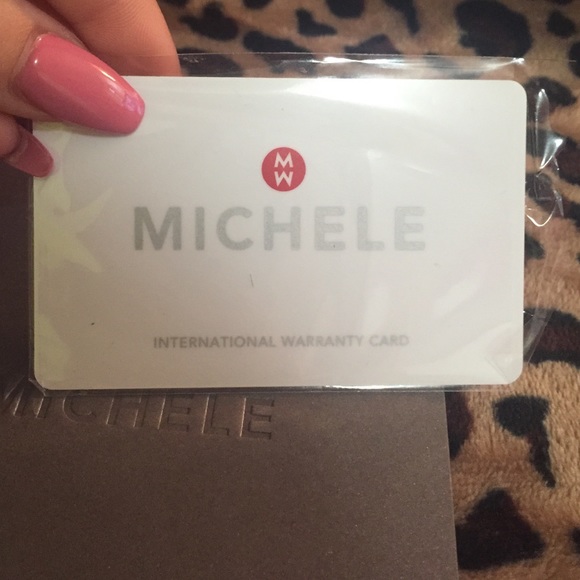 MW
MICHELE
INTERNATIONAL WARRANTY CARD
MICHELE